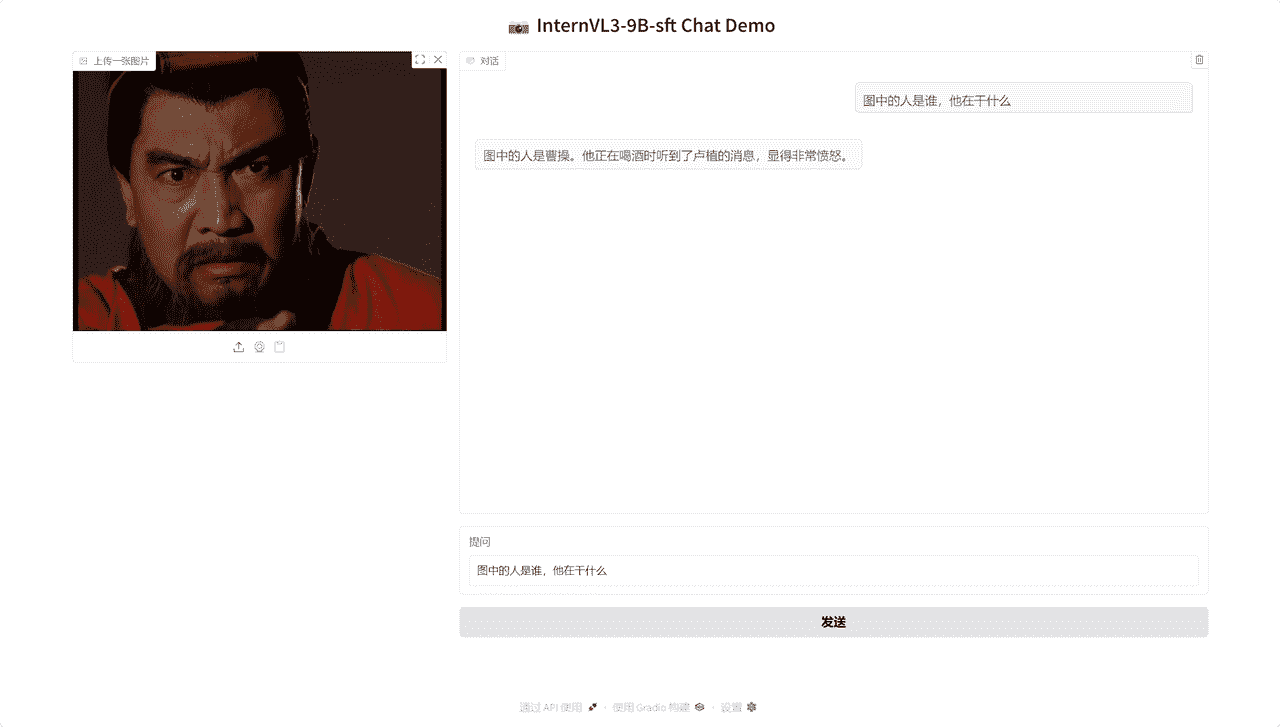 InternVL3-9B-sft Chat Demo
上传一张图片
对话
图中的人是谁，他在干什么
图中的人是曹操。他正在喝酒时听到了卢植的消息，显得非常愤怒。
提问
图中的人是谁，他在干什么
发送
通过 API 使用 · 使用 Gradio 构建 · 设置